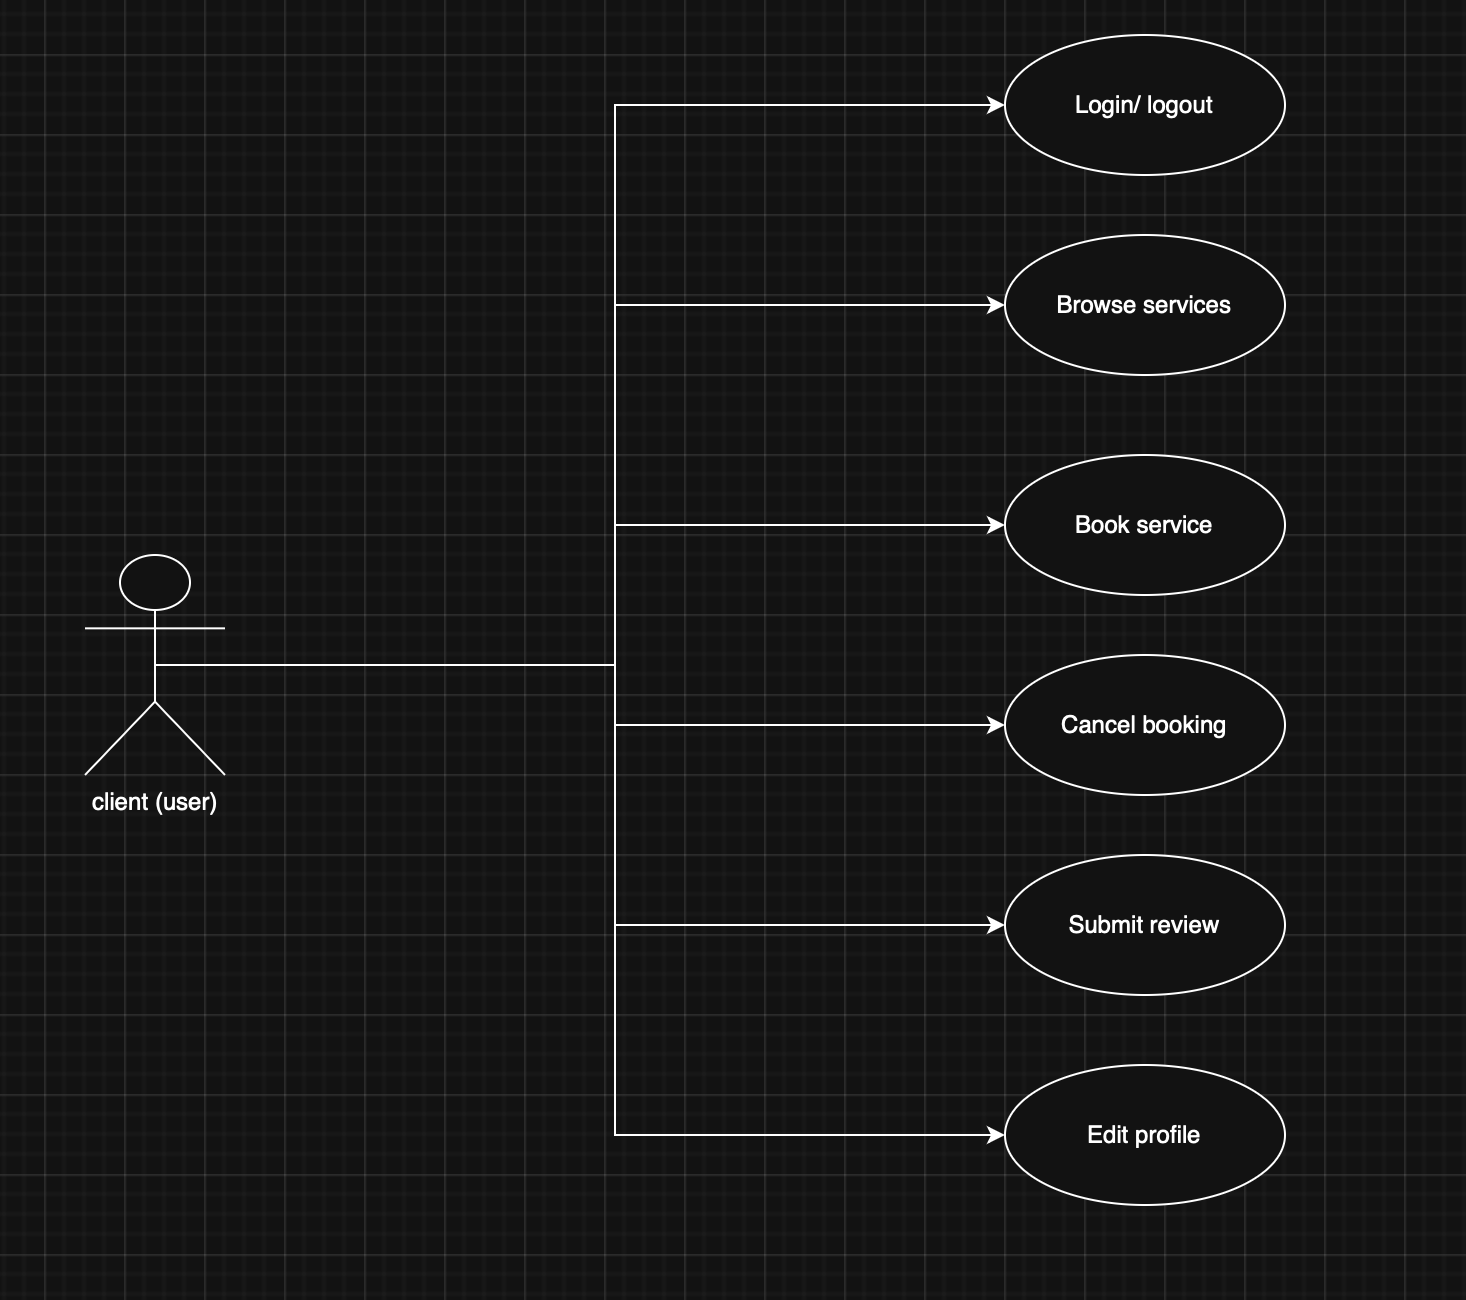 Login/ logout
Browse services
Book service
client (user)
Cancel booking
Submit review
Edit profile